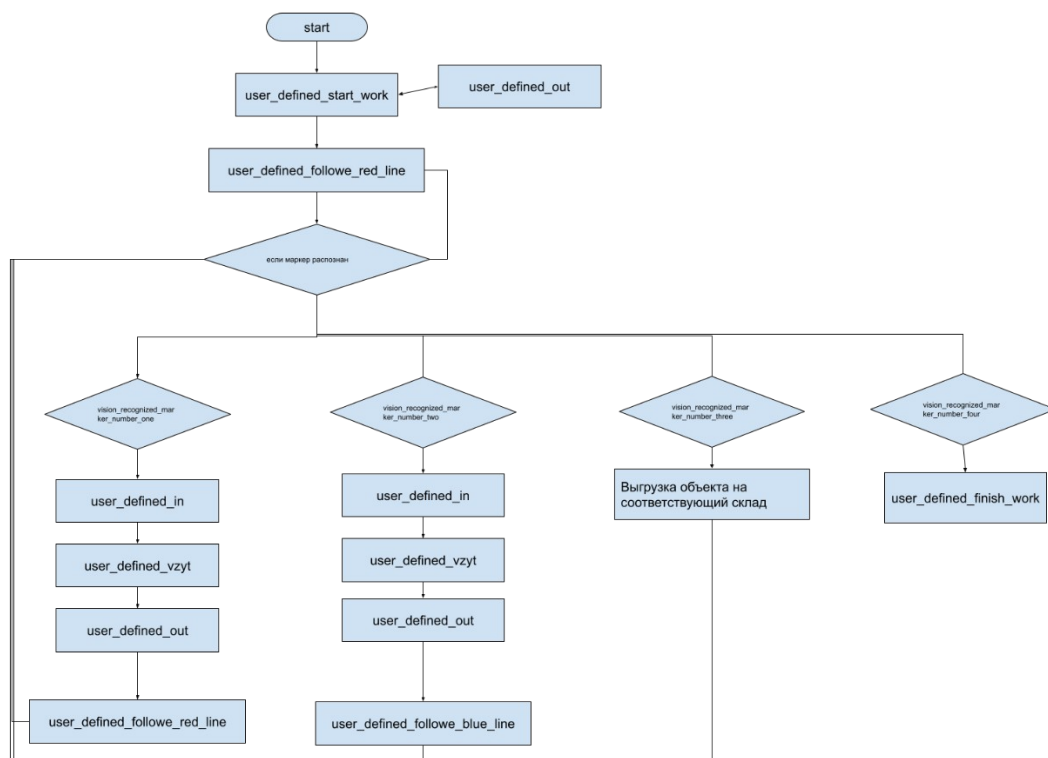 start
user_defined_start_work
user_defined_out
user_defined_followe_red_line
если маркер распознан
vision_recognized_mar
ker_number_one
vision_recognized_mar
ker_number_two
vision_recognized_mar
ker_number_three
vision_recognized_mar
ker_number_four
user_defined_in
user_defined_in
Выгрузка объекта на
соответствующий склад
user_defined_finish_work
user_defined_vzyt
user_defined_vzyt
user_defined_out
user_defined_out
user_defined_followe_red_line
user_defined_followe_blue_line